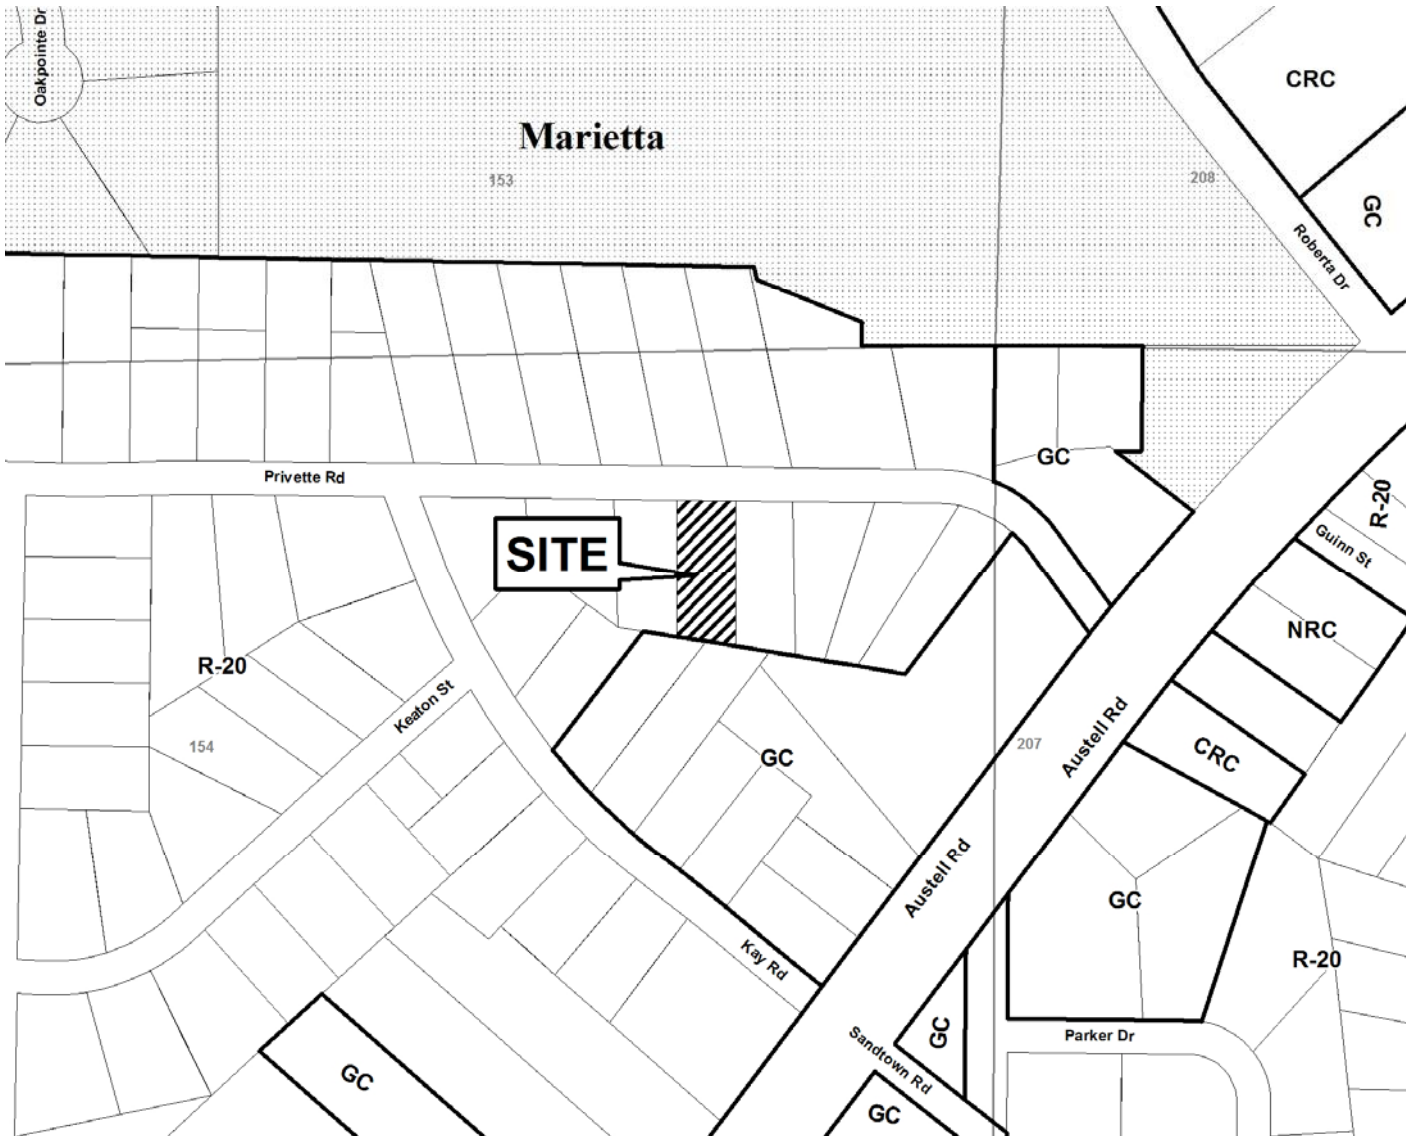 Oakpointe Dr
CRC
Marietta
153
208
GC
Roberta Dr
GC
Privette Rd
R-20
SITE
Guinn St
NRC
R-20
Keaton St
154
GC
207
Austell Rd
CRC
Austell Rd
GC
Kay Rd
R-20
GC
Parker Dr
Sandtown Rd
GC
GC